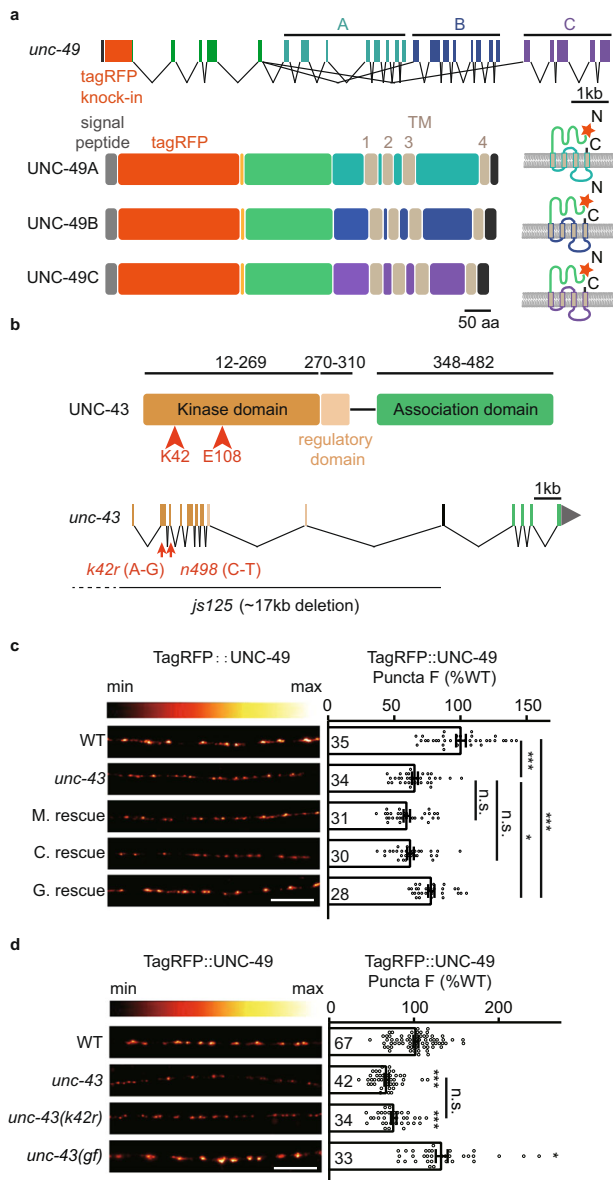 a
unc-49
A
B
C
tagRFP
knock-in
1kb
signal
peptide
tagRFP
TM
1 2 3 4
UNC-49A
UNC-49B
UNC-49C
50 aa
N
C
N
C
N
C
b
12-269 270-310 348-482
UNC-43
Kinase domain
Association domain
K42 E108
regulatory
domain
1kb
unc-43
k42r (A-G) n498 (C-T)
js125 (~17kb deletion)
c
TagRFP::UNC-49
TagRFP::UNC-49
Puncta F (%WT)
min max
0 50 100 150
WT 35
unc-43 34
M. rescue 31
C. rescue 30
G. rescue 28
n.s.
n.s.
*
***
***
d
TagRFP::UNC-49
TagRFP::UNC-49
Puncta F (%WT)
min max
0 100 200
WT 67
unc-43 42 ***
n.s.
unc-43(k42r) 34 ***
unc-43(gf) 33 *